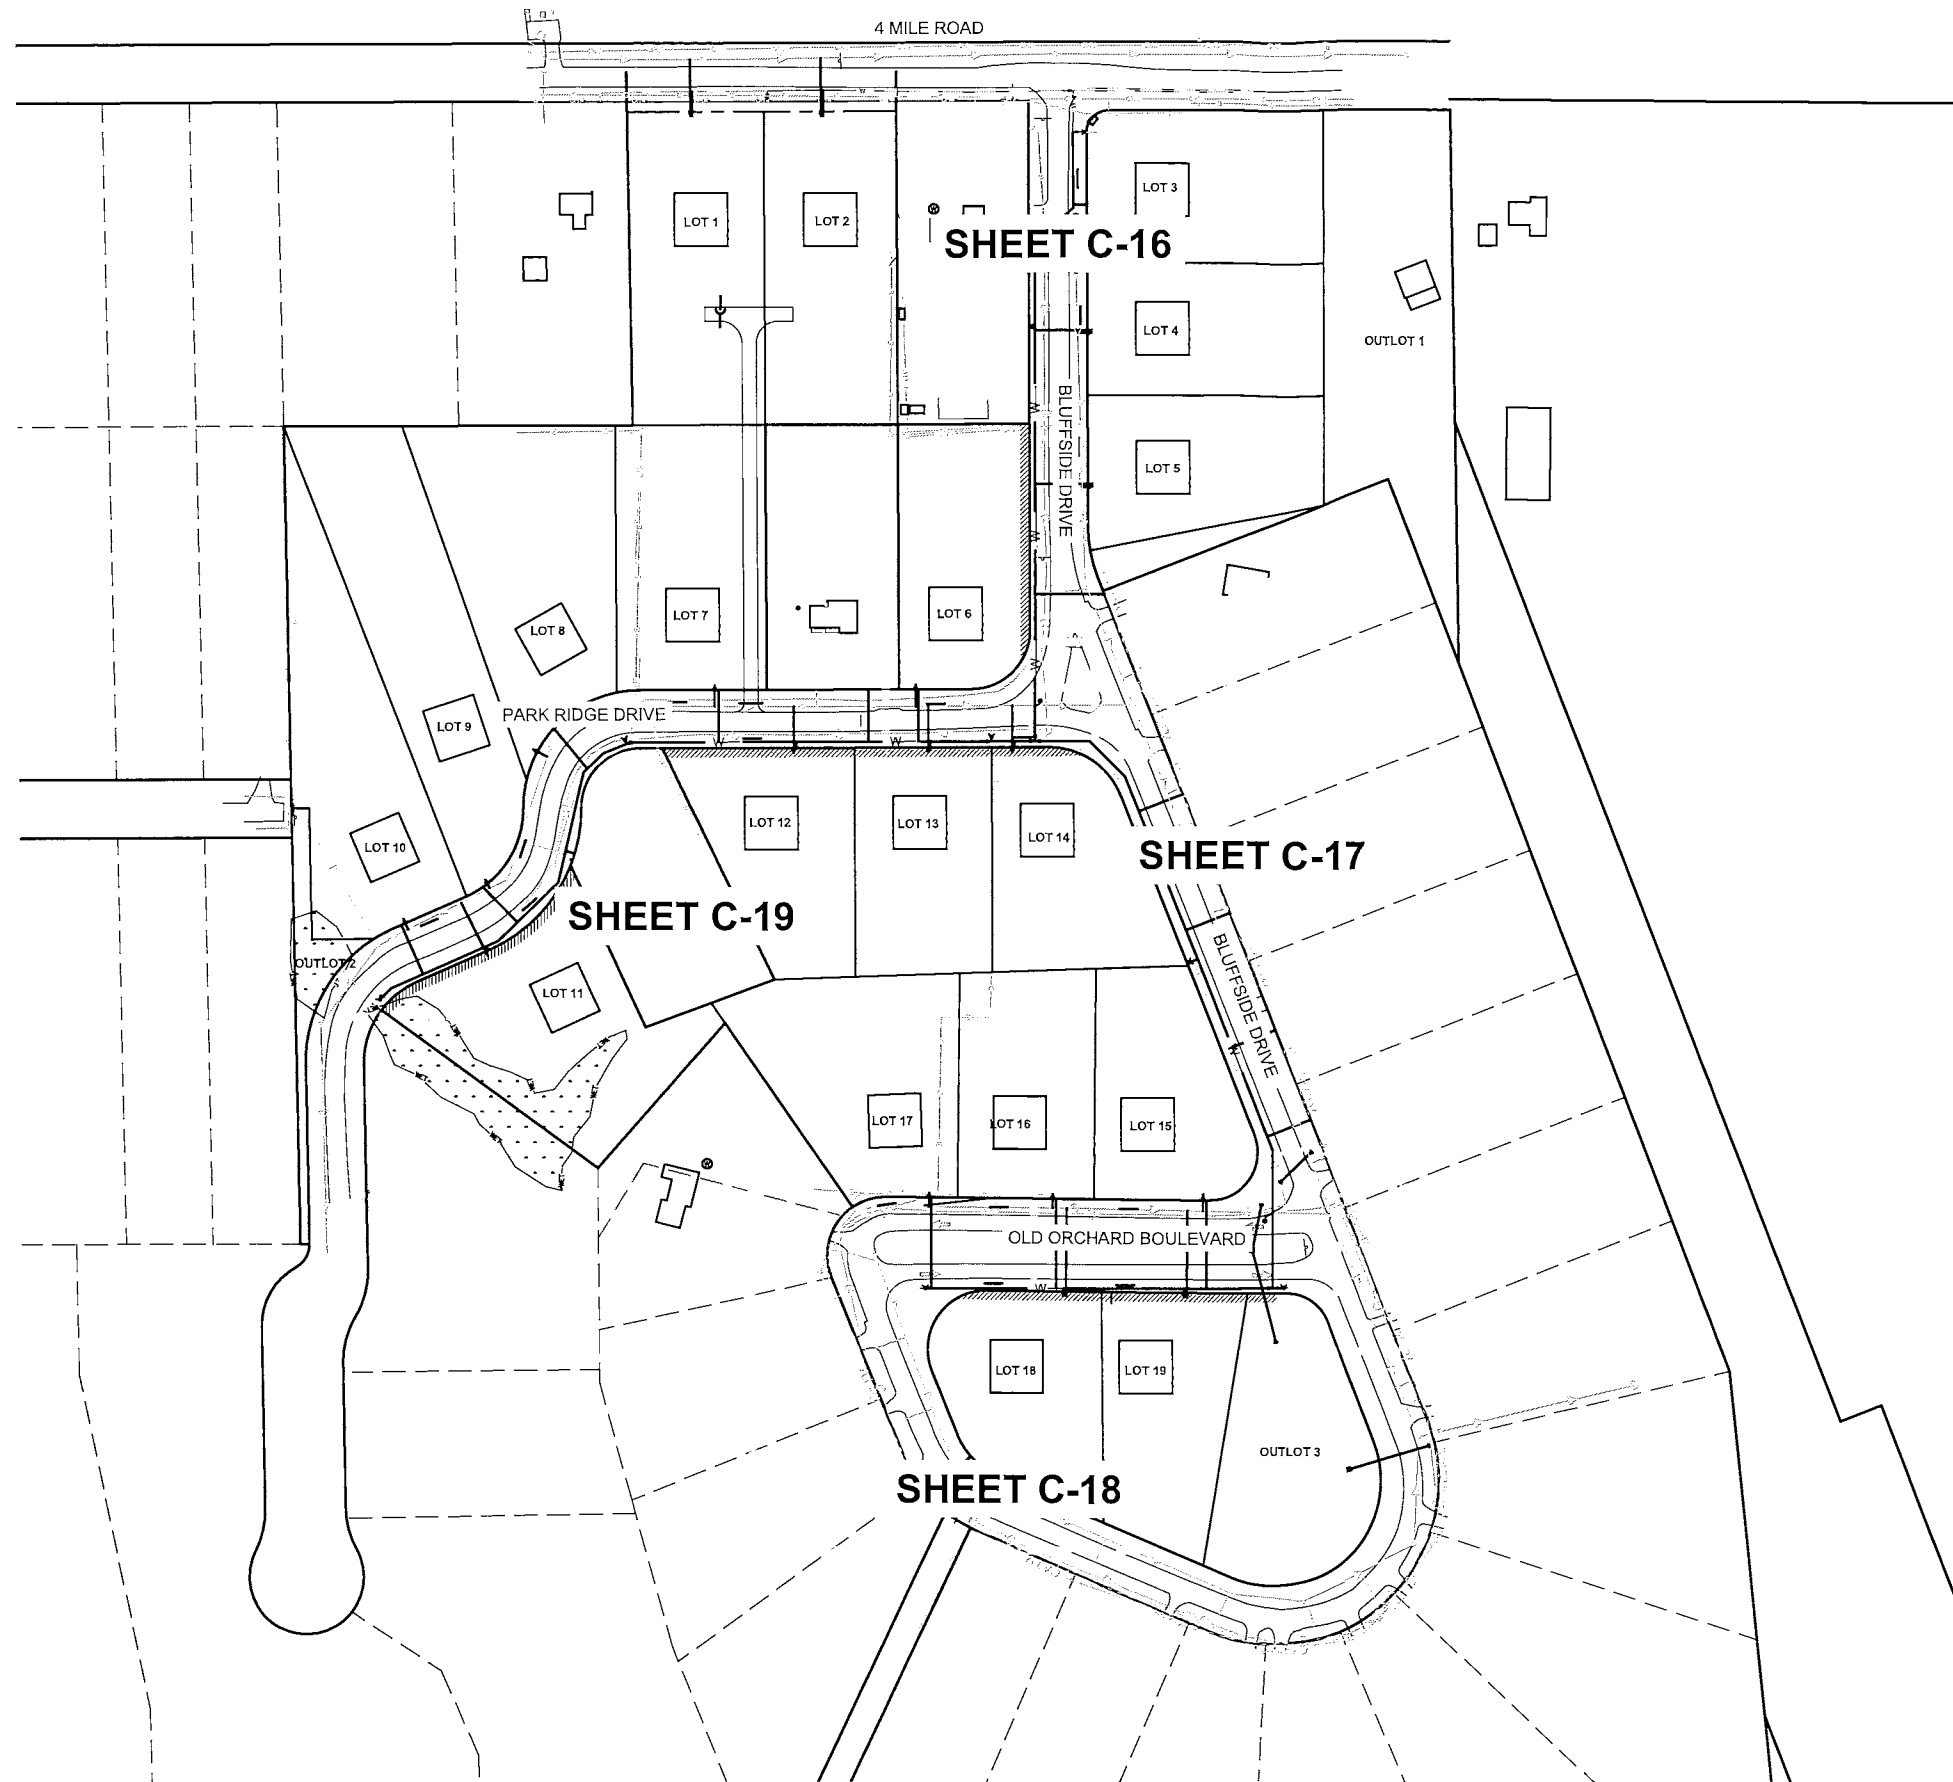 4 MILE ROAD
LOT 1
LOT 2
LOT 3
SHEET C-16
LOT 4
OUTLOT 1
BLUFFSIDE DRIVE
LOT 5
LOT 6
LOT 7
LOT 8
PARK RIDGE DRIVE
W
W
W
W
W
LOT 9
LOT 10
LOT 12
LOT 13
LOT 14
SHEET C-17
SHEET C-19
OUTLOT 2
LOT 11
BLUFFSIDE DRIVE
W
LOT 17
LOT 16
LOT 15
OLD ORCHARD BOULEVARD
W
LOT 18
LOT 19
OUTLOT 3
SHEET C-18